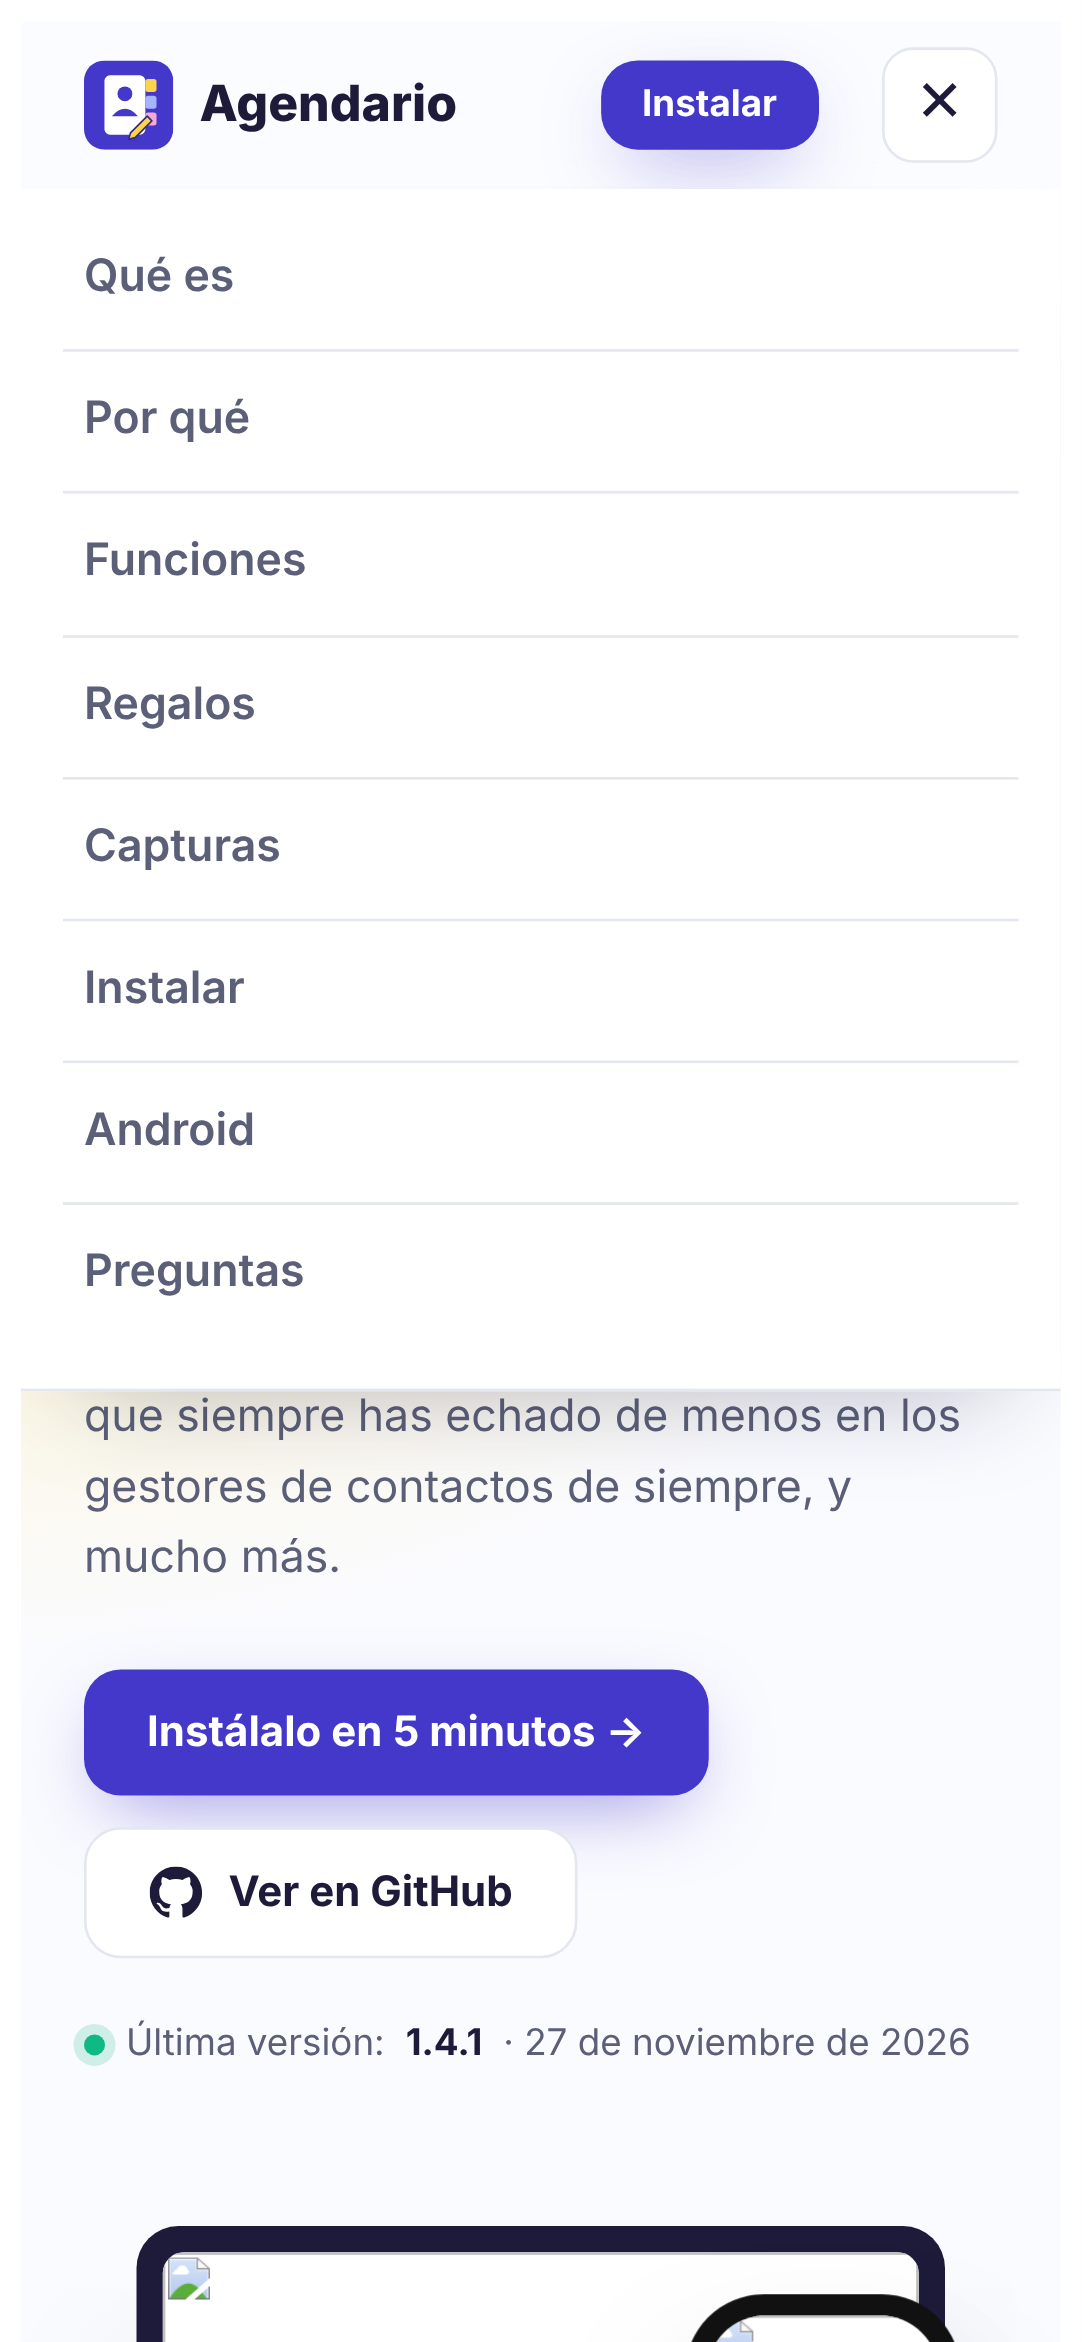 Agendario
Instalar
Qué es
Por qué
Funciones
Regalos
Capturas
Instalar
Android
Preguntas
que siempre has echado de menos en los
gestores de contactos de siempre, y
mucho más.
Instálalo en 5 minutos →
Ver en GitHub
Última versión: 1.4.1 · 27 de noviembre de 2026